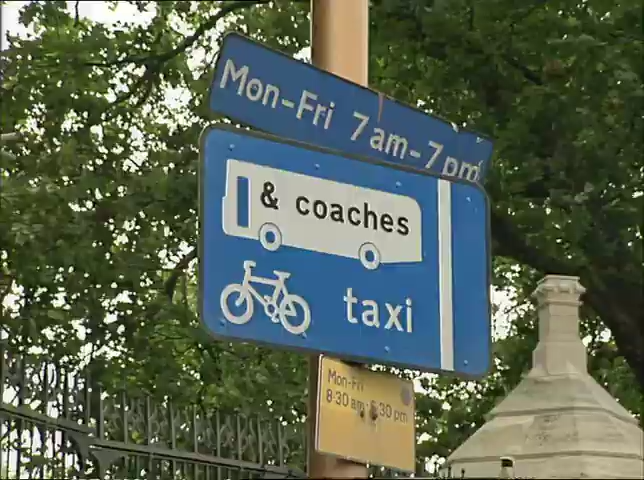 Mon-Fri 7am-7pm
& coaches
taxi
Mon-Fri
8·30 am-6·30 pm